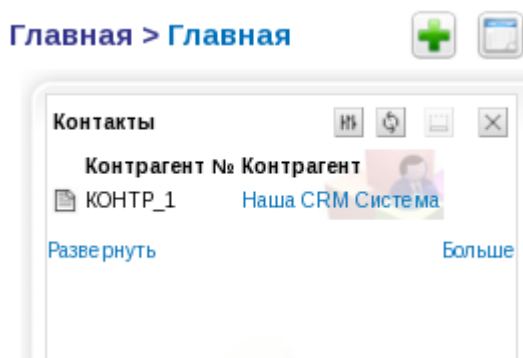 Главная > Главная
Контакты
Контрагент № Контрагент
КОНТР_1 Наша CRM Система
Развернуть Больше